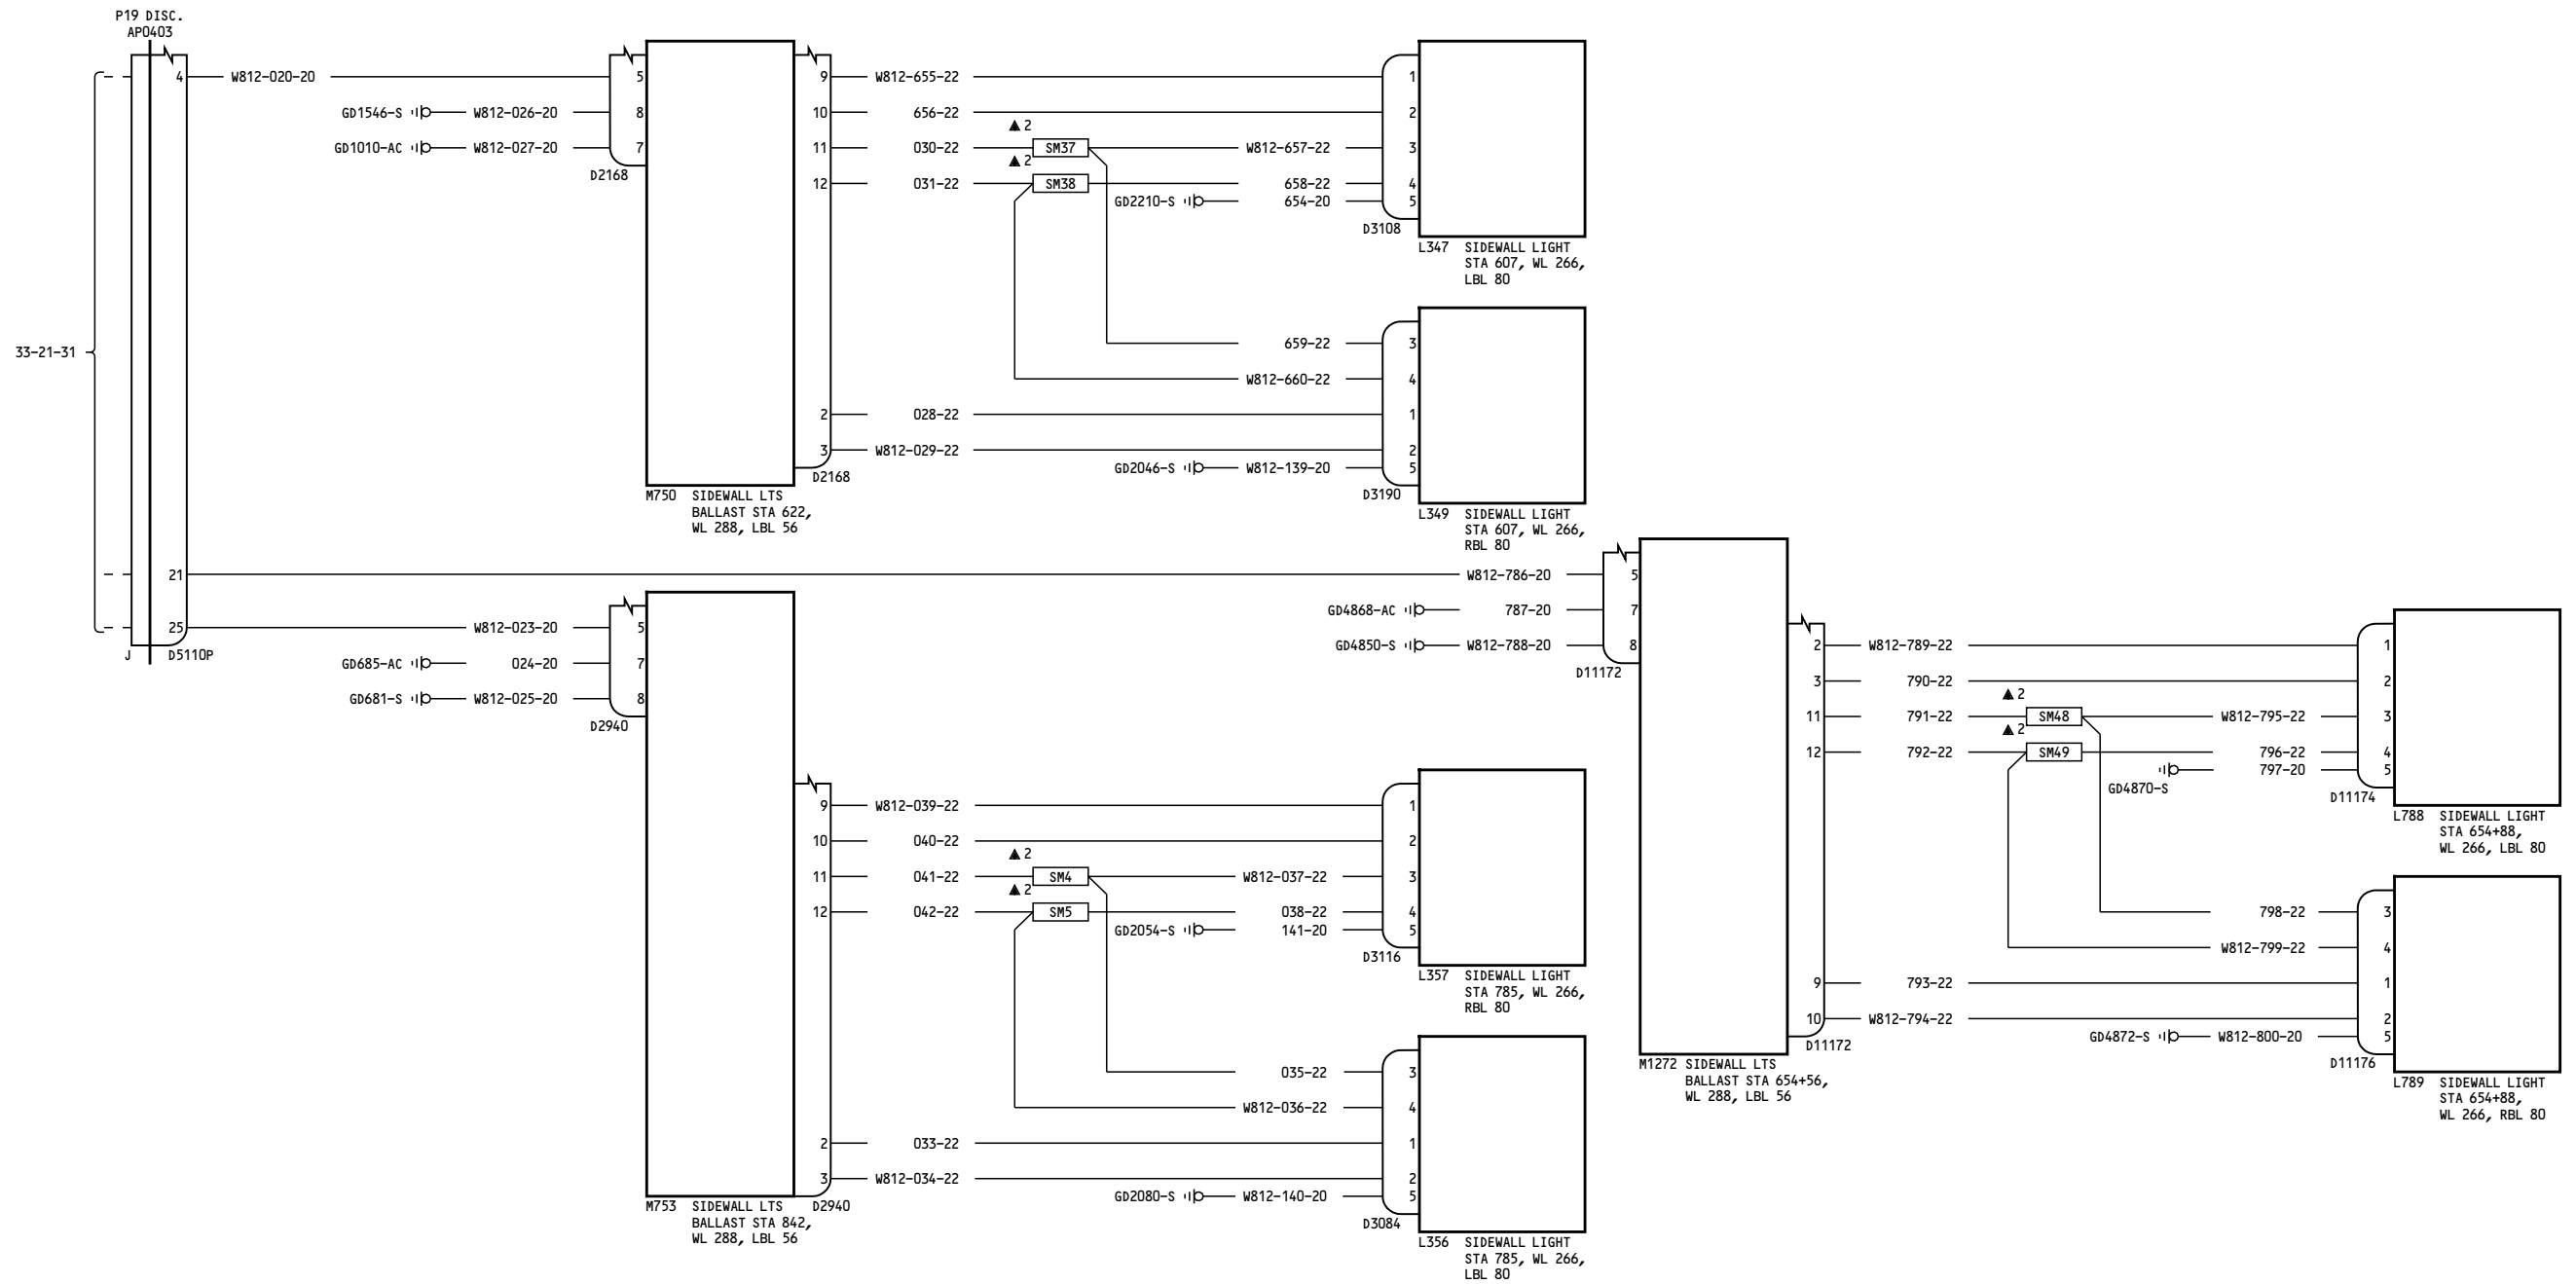 P19 DISC.
AP0403
33-21-31
4
W812-020-20
5
GD1546-S
W812-026-20
8
GD1010-AC
W812-027-20
7
D2168
9
W812-655-22
1
10
656-22
2
2
11
030-22
SM37
W812-657-22
3
2
12
031-22
SM38
658-22
4
GD2210-S
654-20
5
D3108
L347 SIDEWALL LIGHT
STA 607, WL 266,
LBL 80
659-22
3
W812-660-22
4
2
028-22
1
3
W812-029-22
2
GD2046-S
W812-139-20
5
D2168
D3190
M750 SIDEWALL LTS
BALLAST STA 622,
WL 288, LBL 56
L349 SIDEWALL LIGHT
STA 607, WL 266,
RBL 80
21
W812-786-20
5
GD4868-AC
787-20
7
GD4850-S
W812-788-20
8
D11172
25
W812-023-20
5
J
D5110P
GD685-AC
024-20
7
GD681-S
W812-025-20
8
D2940
2
W812-789-22
1
3
790-22
2
2
11
791-22
SM48
W812-795-22
3
2
12
792-22
SM49
796-22
4
797-20
5
GD4870-S
D11174
L788 SIDEWALL LIGHT
STA 654+88,
WL 266, LBL 80
798-22
3
W812-799-22
4
9
793-22
1
10
W812-794-22
2
GD4872-S
W812-800-20
5
D11172
D11176
M1272 SIDEWALL LTS
BALLAST STA 654+56,
WL 288, LBL 56
L789 SIDEWALL LIGHT
STA 654+88,
WL 266, RBL 80
9
W812-039-22
1
10
040-22
2
2
11
041-22
SM4
W812-037-22
3
2
12
042-22
SM5
038-22
4
GD2054-S
141-20
5
D3116
L357 SIDEWALL LIGHT
STA 785, WL 266,
RBL 80
035-22
3
W812-036-22
4
2
033-22
1
3
W812-034-22
2
GD2080-S
W812-140-20
5
D2940
D3084
M753 SIDEWALL LTS
BALLAST STA 842,
WL 288, LBL 56
L356 SIDEWALL LIGHT
STA 785, WL 266,
LBL 80